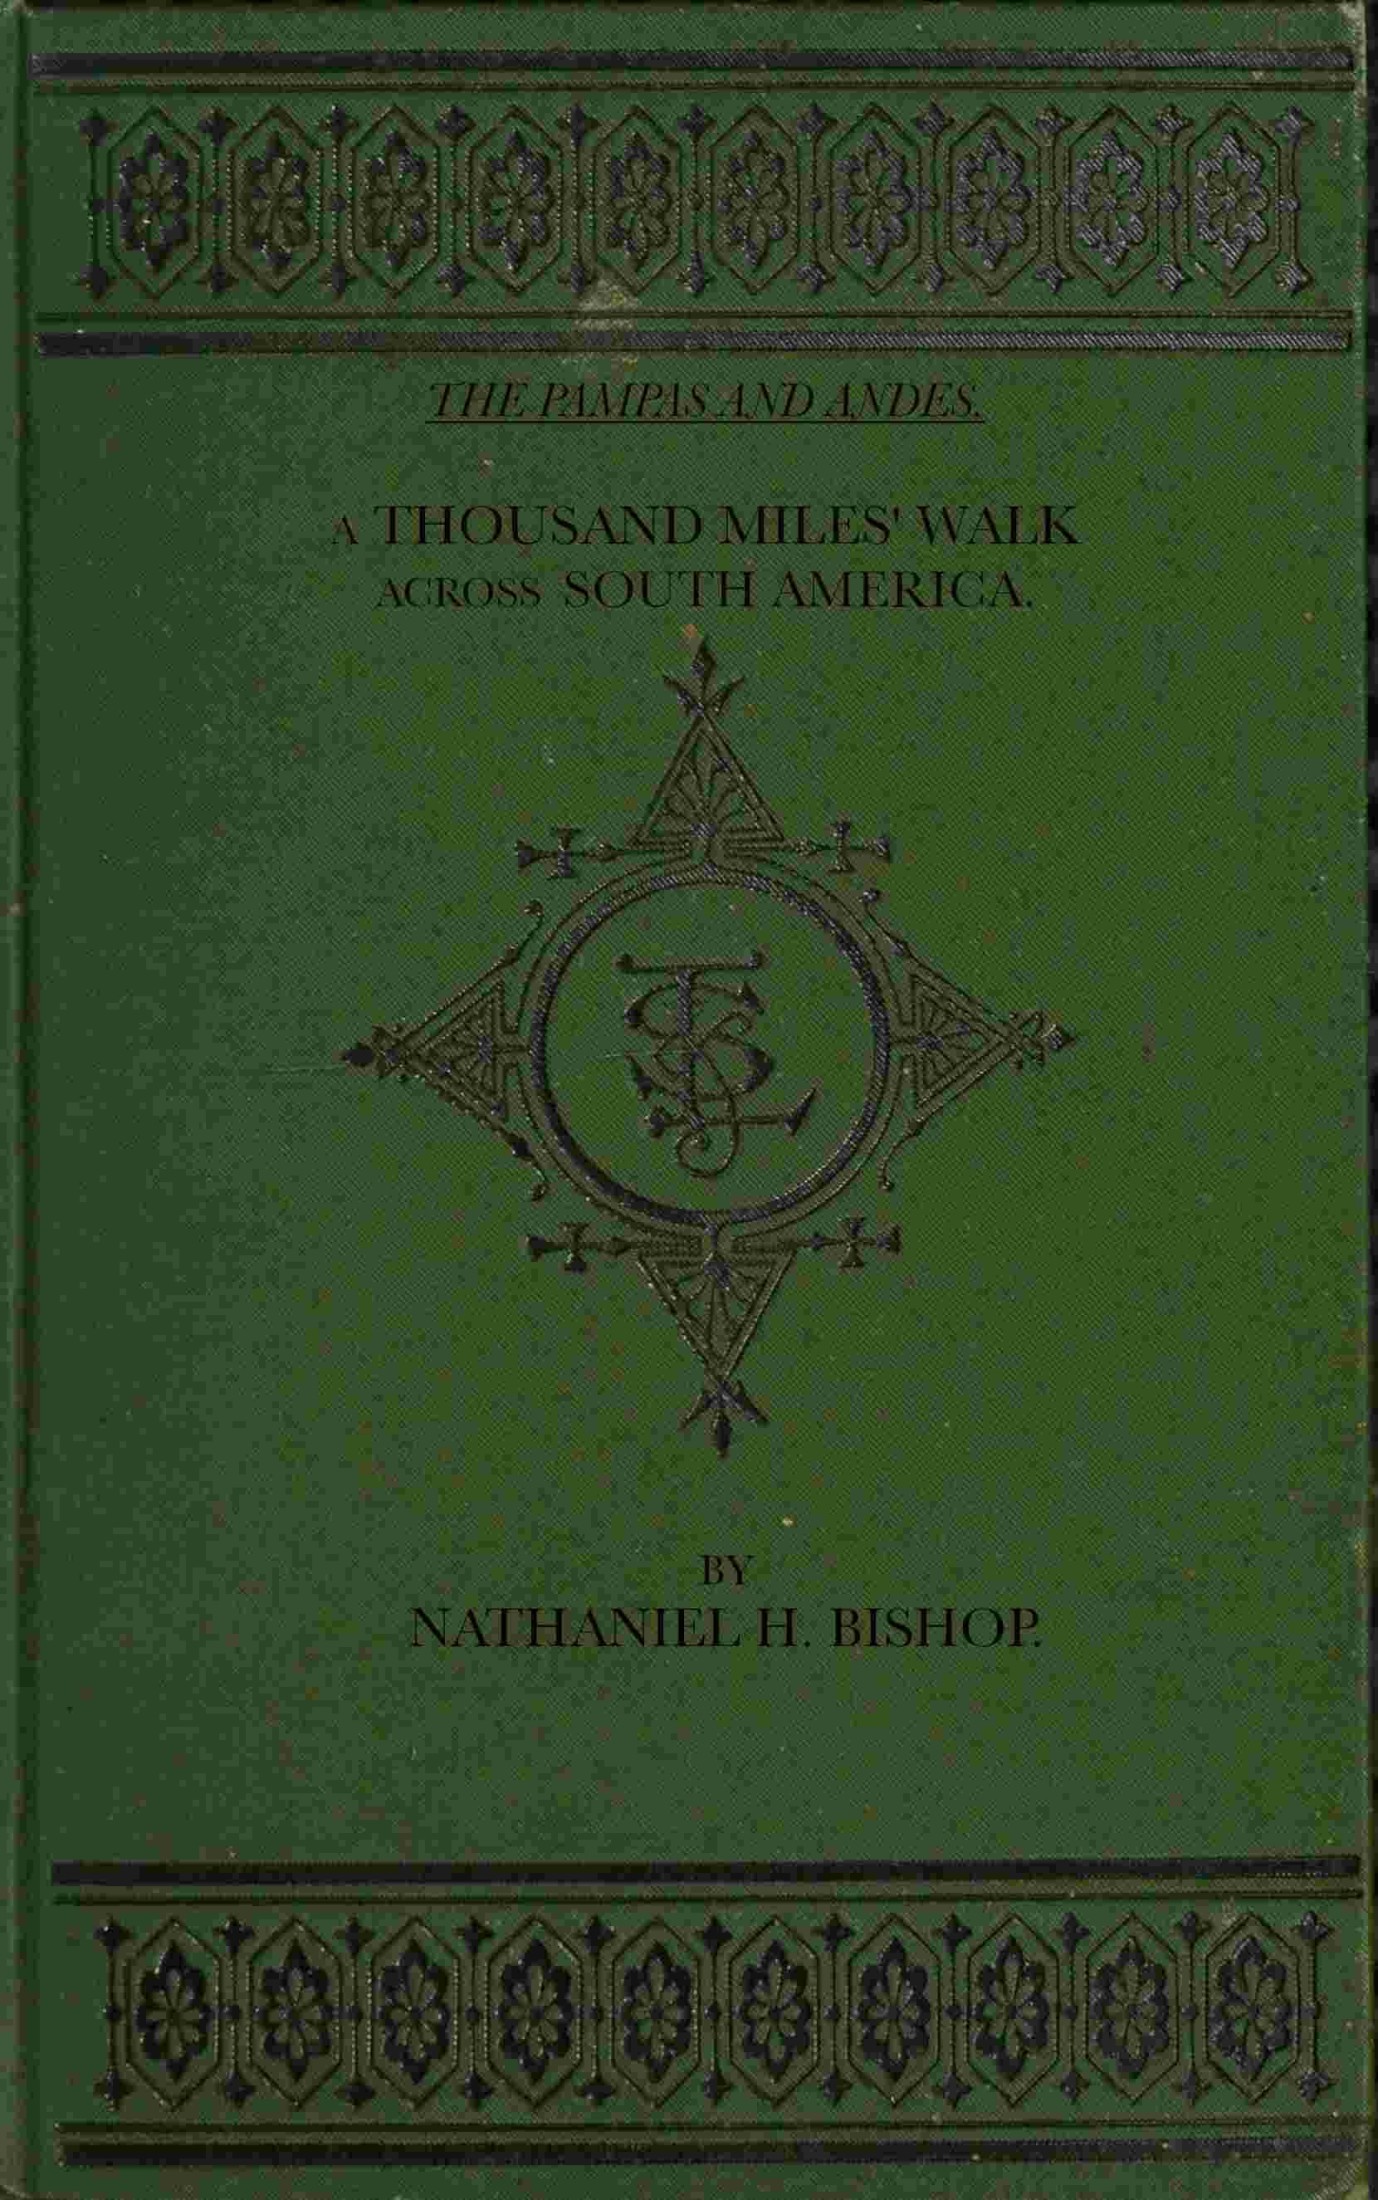 THE PAMPAS AND ANDES.
A THOUSAND MILES' WALK
ACROSS SOUTH AMERICA.
BY
NATHANIEL H. BISHOP.